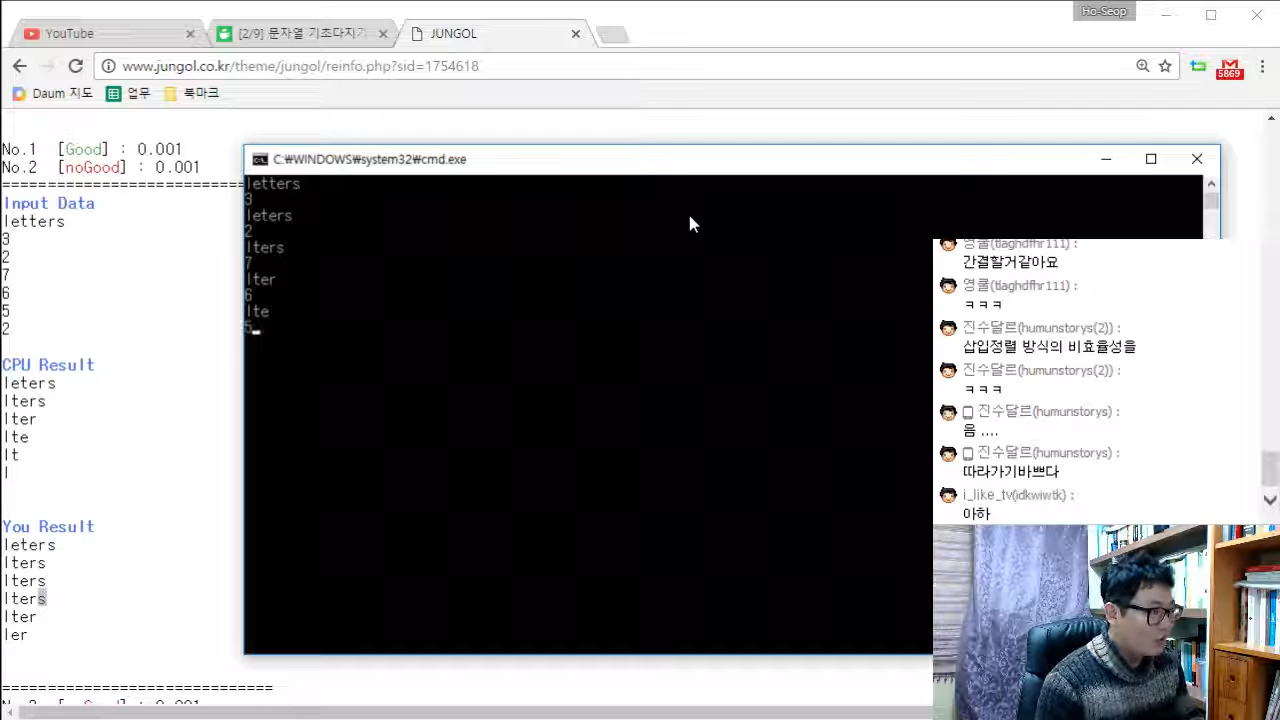 Ho-Seop
YouTube
[2/9] 문자열 기초다지기
JUNGOL
www.jungol.co.kr/theme/jungol/reinfo.php?sid=1754618
5869
Daum 지도
업무
북마크
No.1 [Good] : 0.001
No.2 [noGood] : 0.001
===========================
Input Data
letters
3
2
7
6
5
2
CPU Result
leters
lters
lter
lte
lt
l
You Result
leters
lters
lters
lters
lter
ler
===========================
C:₩WINDOWS₩system32₩cmd.exe
letters
3
leters
2
lters
7
lter
6
lte
5
영쿨(tlaghdfhr111) :
간결할거같아요
영쿨(tlaghdfhr111) :
ㅋㅋㅋ
진수달르(humunstorys(2)) :
삽입정렬 방식의 비효율성을
진수달르(humunstorys(2)) :
ㅋㅋㅋ
진수달르(humunstorys) :
음 ....
진수달르(humunstorys) :
따라가기바쁘다
i_like_tv(idkwiwtk) :
아하